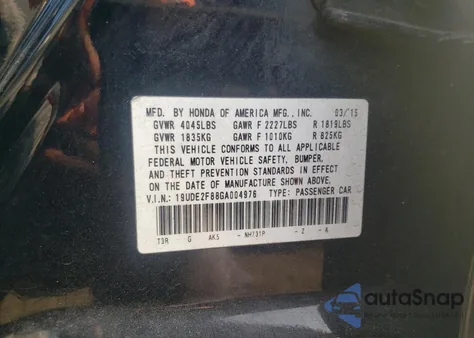 MFD. BY HONDA OF AMERICA MFG., INC. 03/15
GVWR 4045LBS GAWR F 2227LBS R 1819LBS
GVWR 1835KG GAWR F 1010KG R 825KG
THIS VEHICLE CONFORMS TO ALL APPLICABLE
FEDERAL MOTOR VEHICLE SAFETY, BUMPER,
AND THEFT PREVENTION STANDARDS IN EFFECT
ON THE DATE OF MANUFACTURE SHOWN ABOVE.
V.I.N.: 19UDE2F88GA004976 TYPE: PASSENGER CAR
T3R G AK5 - NH731P - Z - A
autaSnap